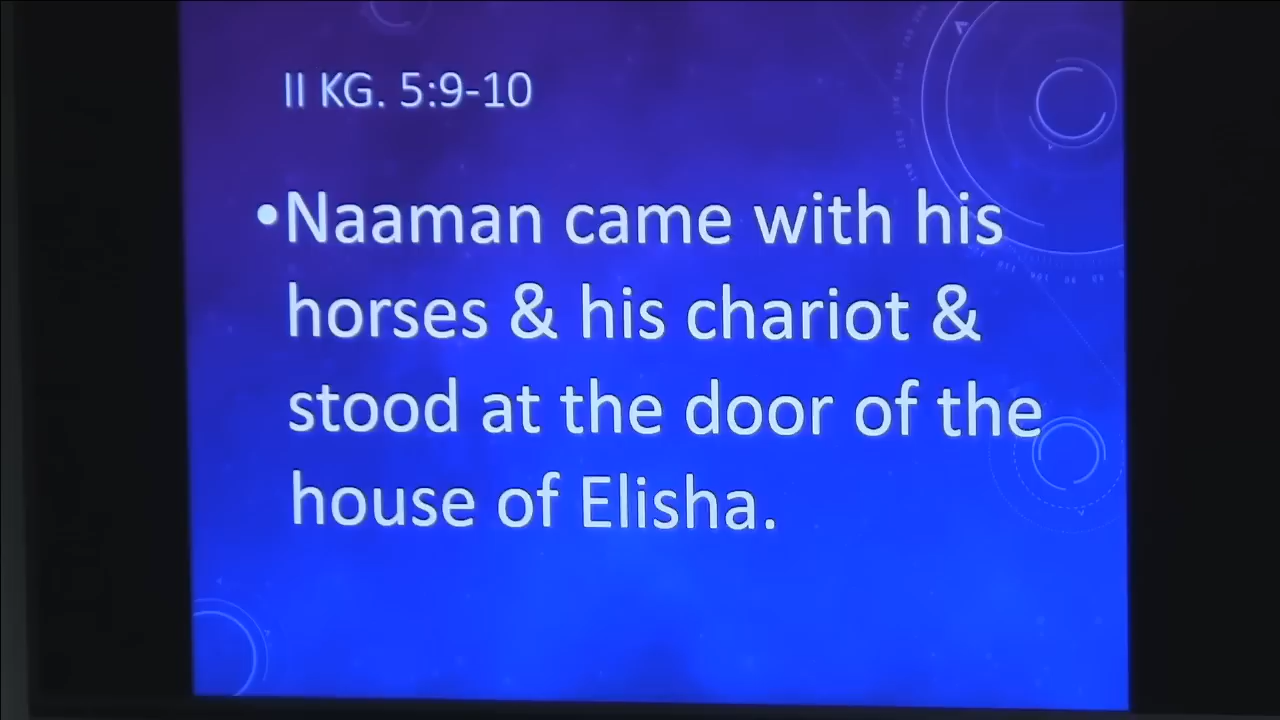 II KG. 5:9-10
•Naaman came with his
horses & his chariot &
stood at the door of the
house of Elisha.